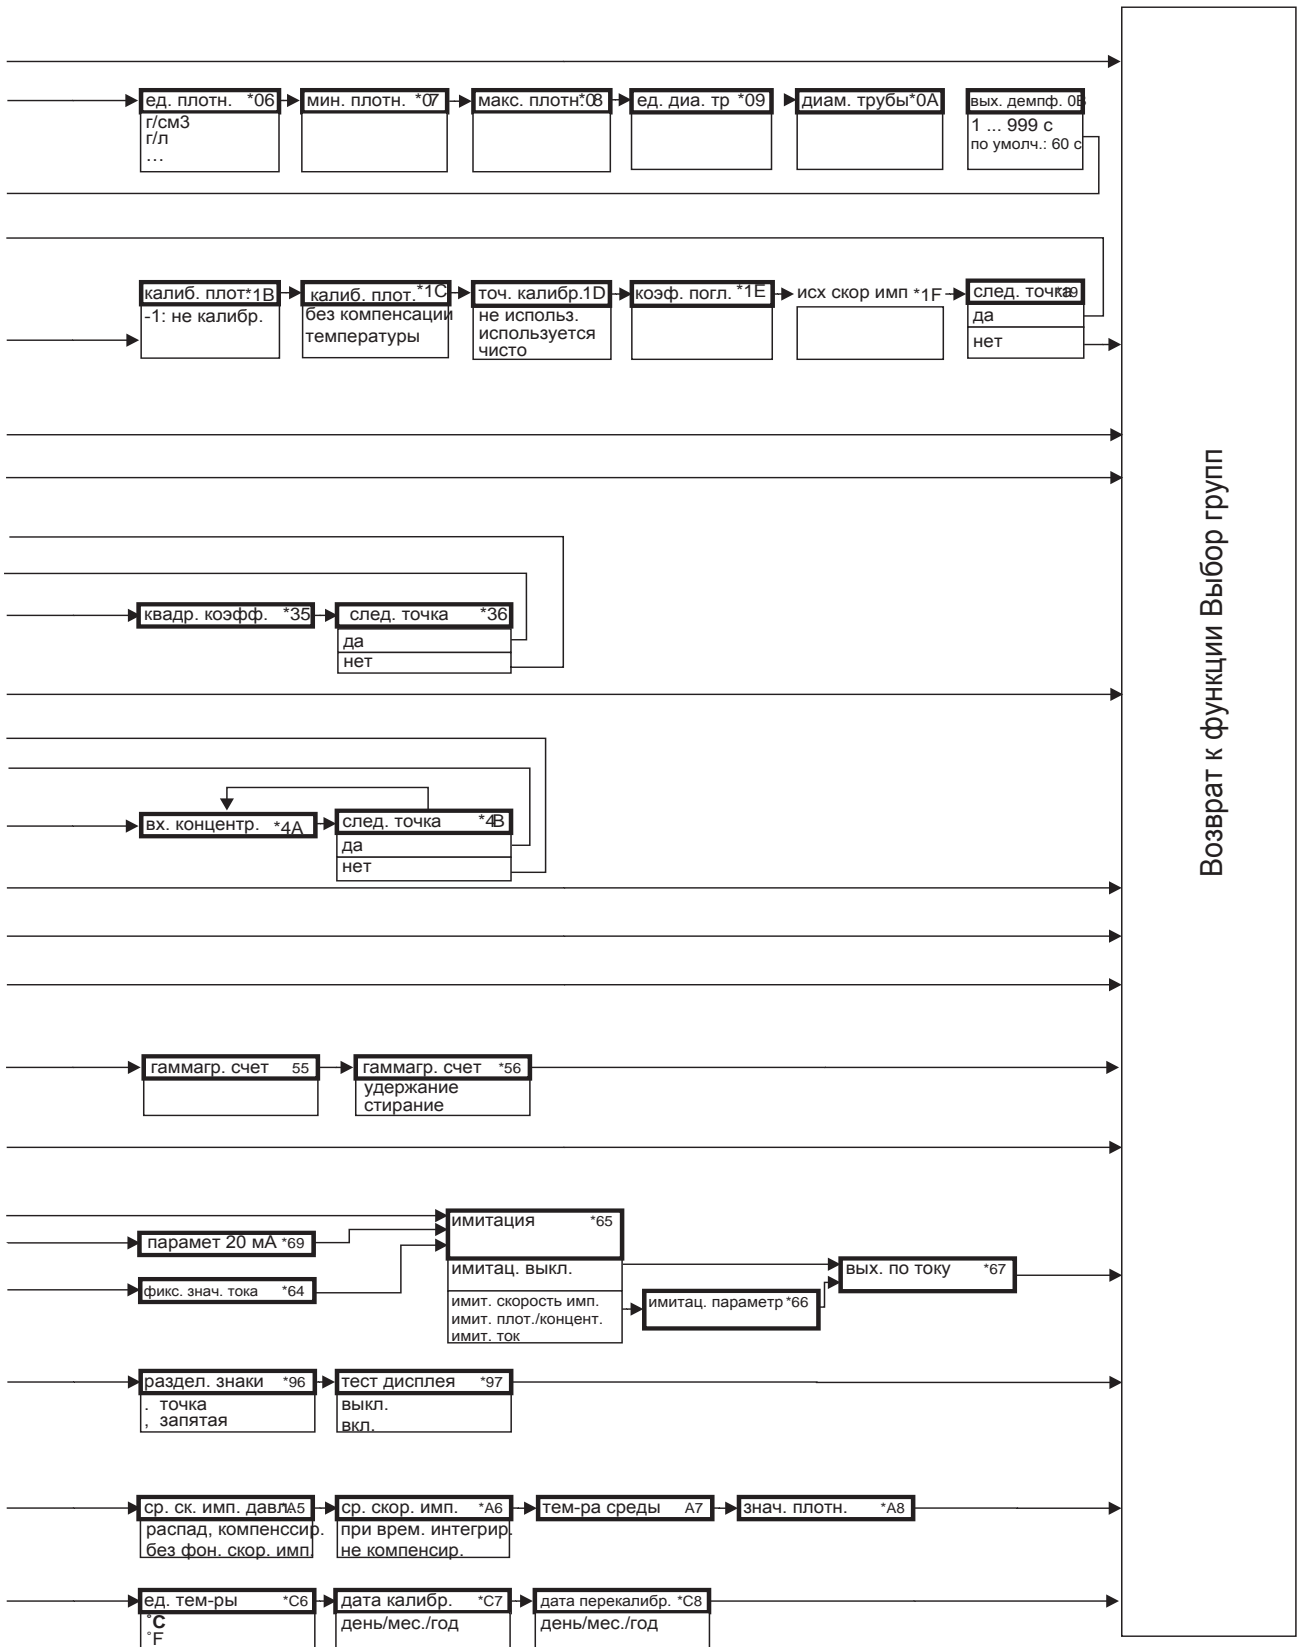 ед. плотн. *06
г/см3
г/л
...
мин. плотн. *07
макс. плотн.*08
ед. диа. тр *09
диам. трубы*0A
вых. демпф. 0B
1 ... 999 с
по умолч.: 60 с
калиб. плот.*1B
-1: не калибр.
калиб. плот.*1C
без компенсации
температуры
точ. калибр.1D
не использ.
используется
чисто
коэф. погл. *1E
исх скор имп *1F
след. точка *19
да
нет
квадр. коэфф. *35
след. точка *36
да
нет
вх. концентр. *4A
след. точка *4B
да
нет
гаммагр. счет 55
гаммагр. счет *56
удержание
стирание
парамет 20 мА *69
фикс. знач. тока *64
имитация *65
имитац. выкл.
имит. скорость имп.
имит. плот./концент.
имит. ток
имитац. параметр *66
вых. по току *67
раздел. знаки *96
. точка
, запятая
тест дисплея *97
выкл.
вкл.
ср. ск. имп. давл.*A5
распад, компенссир.
без фон. скор. имп.
ср. скор. имп. *A6
при врем. интегрир.
не компенсир.
тем-ра среды A7
знач. плотн. *A8
ед. тем-ры *C6
°C
°F
дата калибр. *C7
день/мес./год
дата перекалибр. *C8
день/мес./год
Возврат к функции Выбор групп